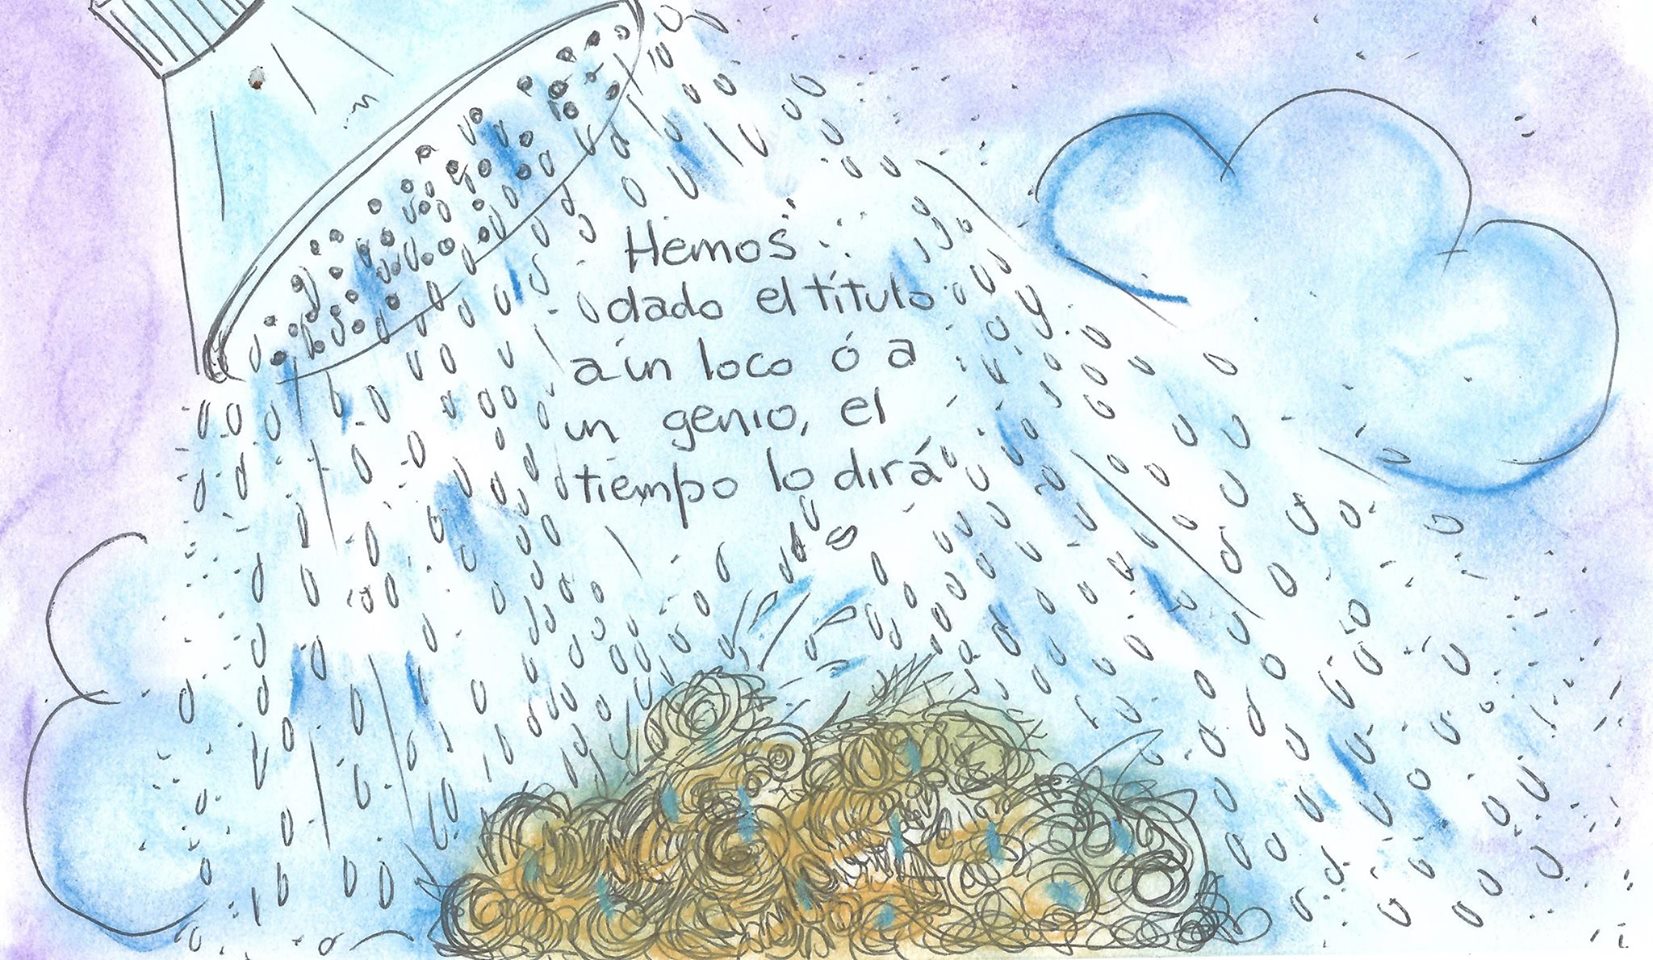 Hemos
dado el título
a un loco ó a
un genio, el
tiempo lo dirá